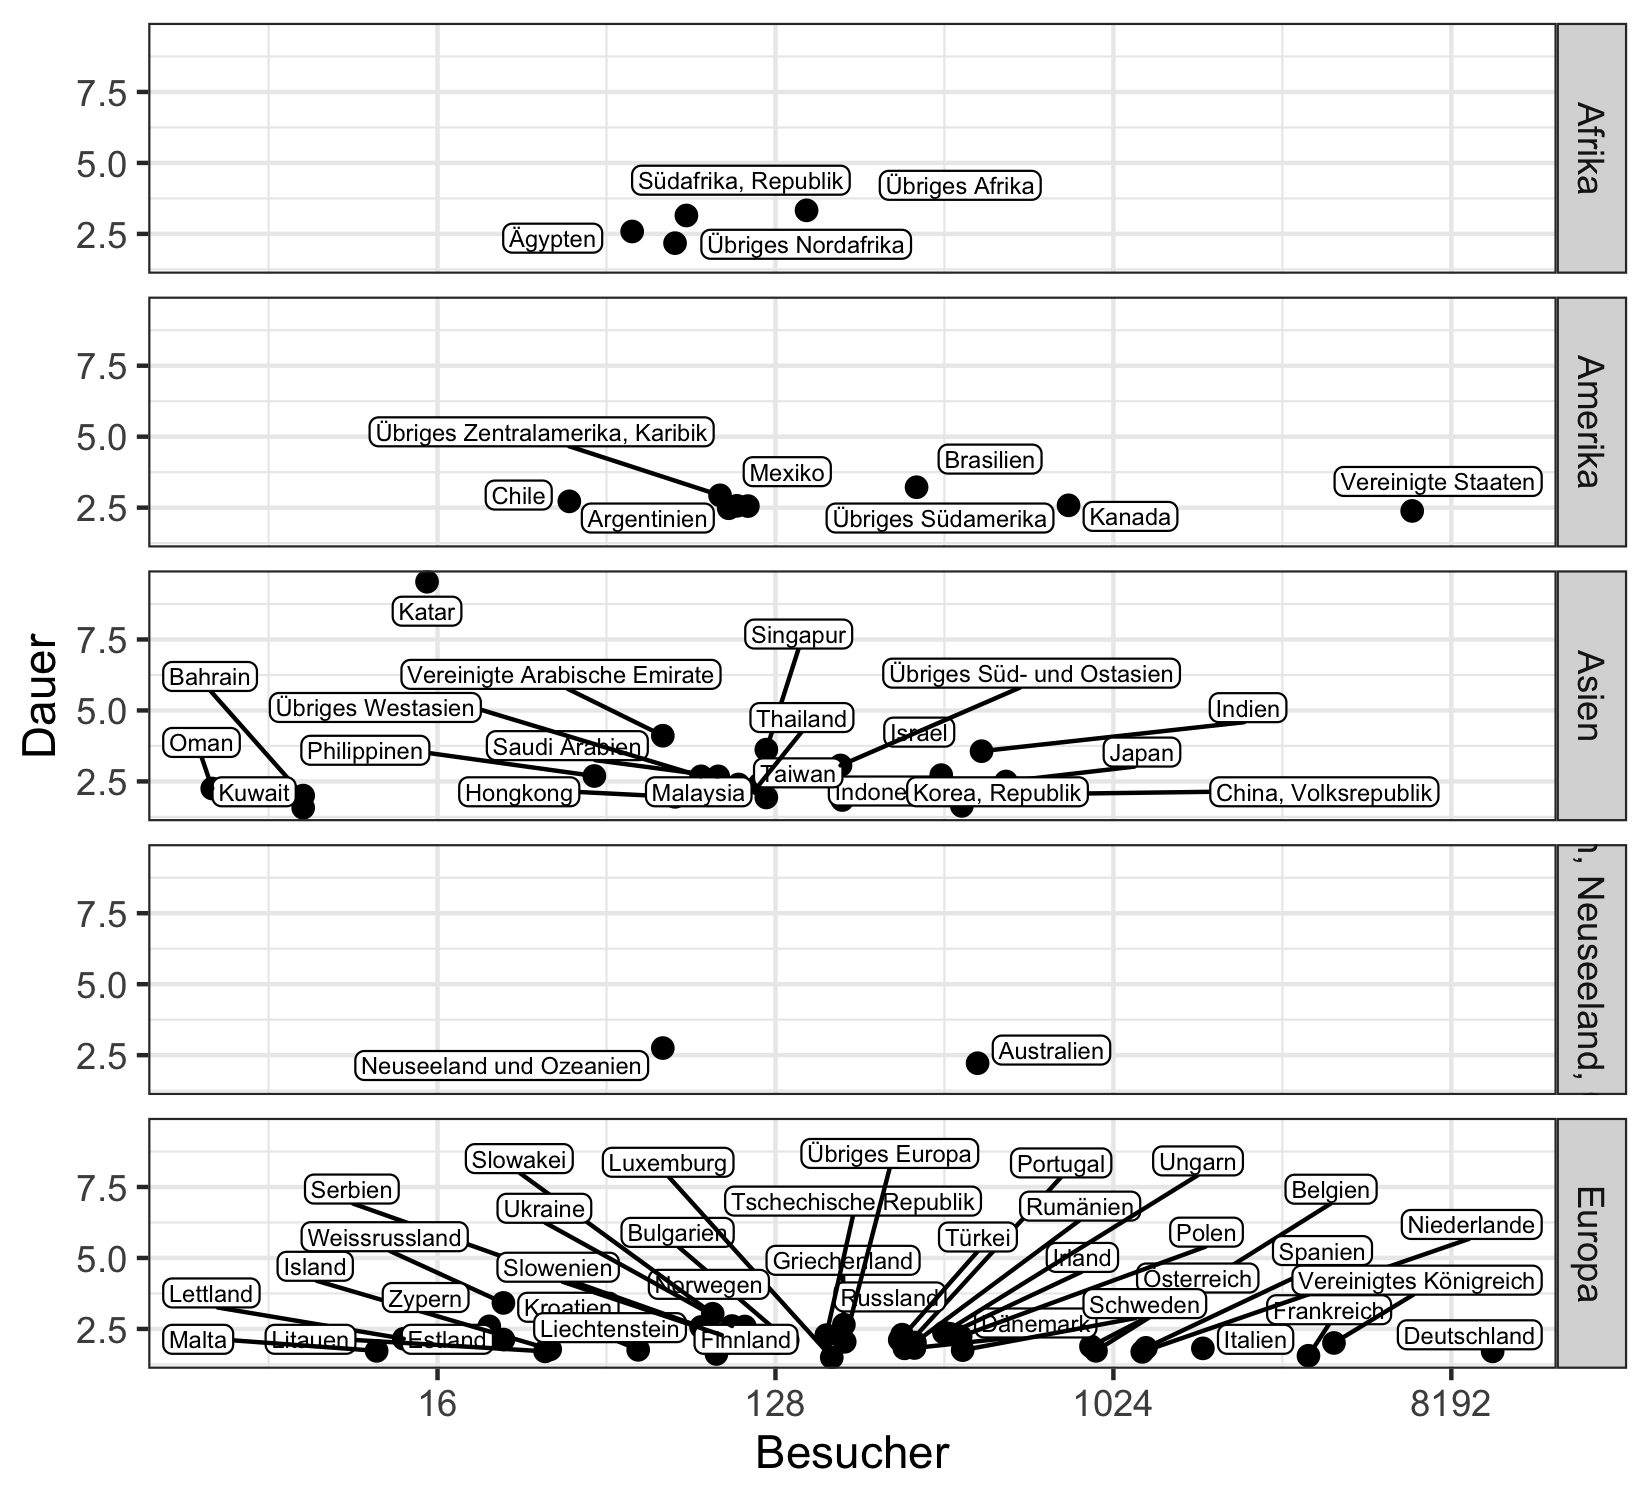 7.5
5.0
2.5
Südafrika, Republik
Übriges Afrika
Ägypten
Übriges Nordafrika
Afrika
7.5
5.0
2.5
Übriges Zentralamerika, Karibik
Brasilien
Mexiko
Vereinigte Staaten
Chile
Argentinien
Übriges Südamerika
Kanada
Amerika
Dauer
7.5
5.0
2.5
Katar
Singapur
Bahrain
Vereinigte Arabische Emirate
Übriges Süd- und Ostasien
Übriges Westasien
Indien
Thailand
Israel
Oman
Saudi Arabien
Philippinen
Japan
Taiwan
Kuwait
Hongkong
Malaysia
Indone
Korea, Republik
China, Volksrepublik
Asien
7.5
5.0
2.5
Neuseeland und Ozeanien
Australien
, Neuseeland,
7.5
5.0
2.5
Übriges Europa
Slowakei
Luxemburg
Portugal
Ungarn
Serbien
Belgien
Tschechische Republik
Ukraine
Rumänien
Niederlande
Bulgarien
Polen
Weissrussland
Türkei
Spanien
Irland
Griechenland
Island
Slowenien
Österreich
Vereinigtes Königreich
Norwegen
Lettland
Zypern
Russland
Schweden
Kroatien
Frankreich
Dänemark
Liechtenstein
Deutschland
Malta
Litauen
Estland
Finnland
Italien
Europa
16
128
1024
8192
Besucher